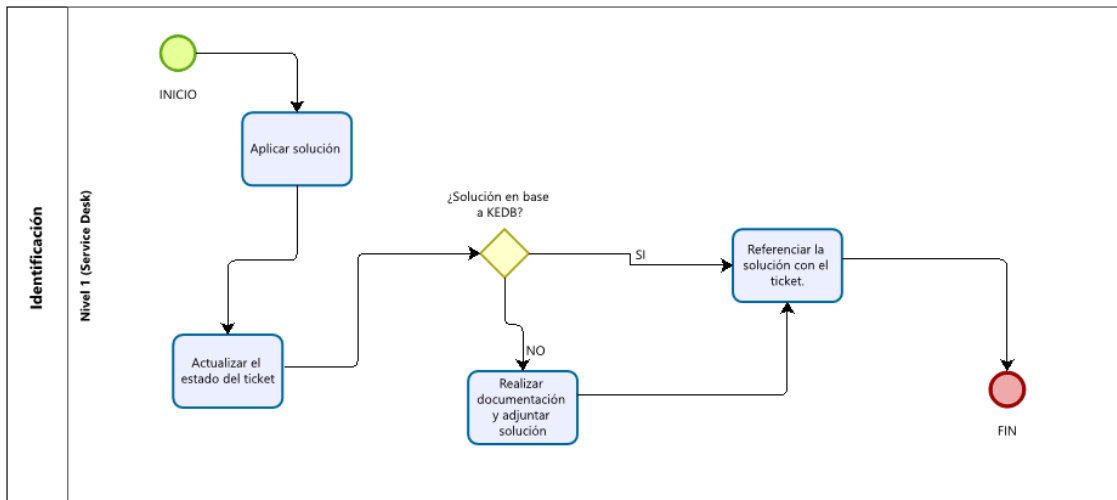 Identificación
Nivel 1 (Service Desk)
INICIO
Aplicar solución
Actualizar el
estado del ticket
¿Solución en base
a KEDB?
SI
NO
Realizar
documentación
y adjuntar
solución
Referenciar la
solución con el
ticket.
FIN